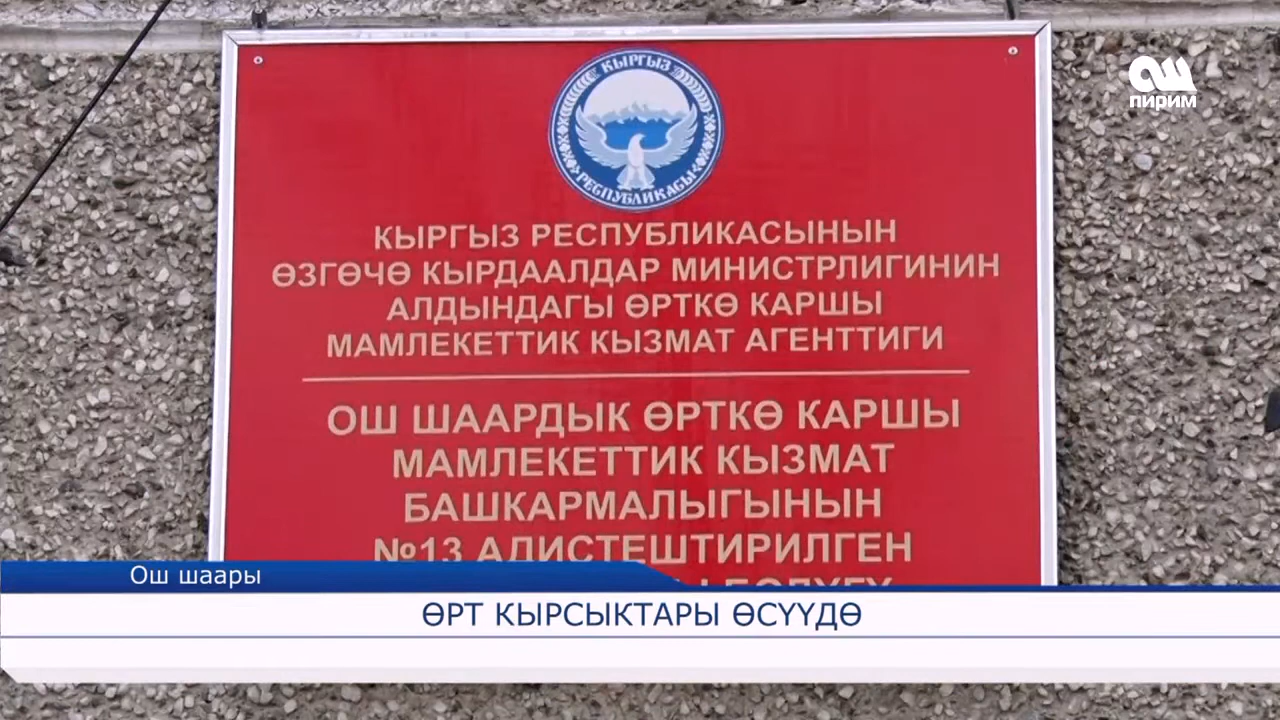 ОШ
ПИРИМ
КЫРГЫЗ
РЕСПУБЛИКАСЫ
КЫРГЫЗ РЕСПУБЛИКАСЫНЫН
ӨЗГӨЧӨ КЫРДААЛДАР МИНИСТРЛИГИНИН
АЛДЫНДАГЫ ӨРТКӨ КАРШЫ
МАМЛЕКЕТТИК КЫЗМАТ АГЕНТТИГИ
ОШ ШААРДЫК ӨРТКӨ КАРШЫ
МАМЛЕКЕТТИК КЫЗМАТ
БАШКАРМАЛЫГЫНЫН
№13 АДИСТЕШТИРИЛГЕН
Ош шаары
ӨРТ КЫРСЫКТАРЫ ӨСҮҮДӨ